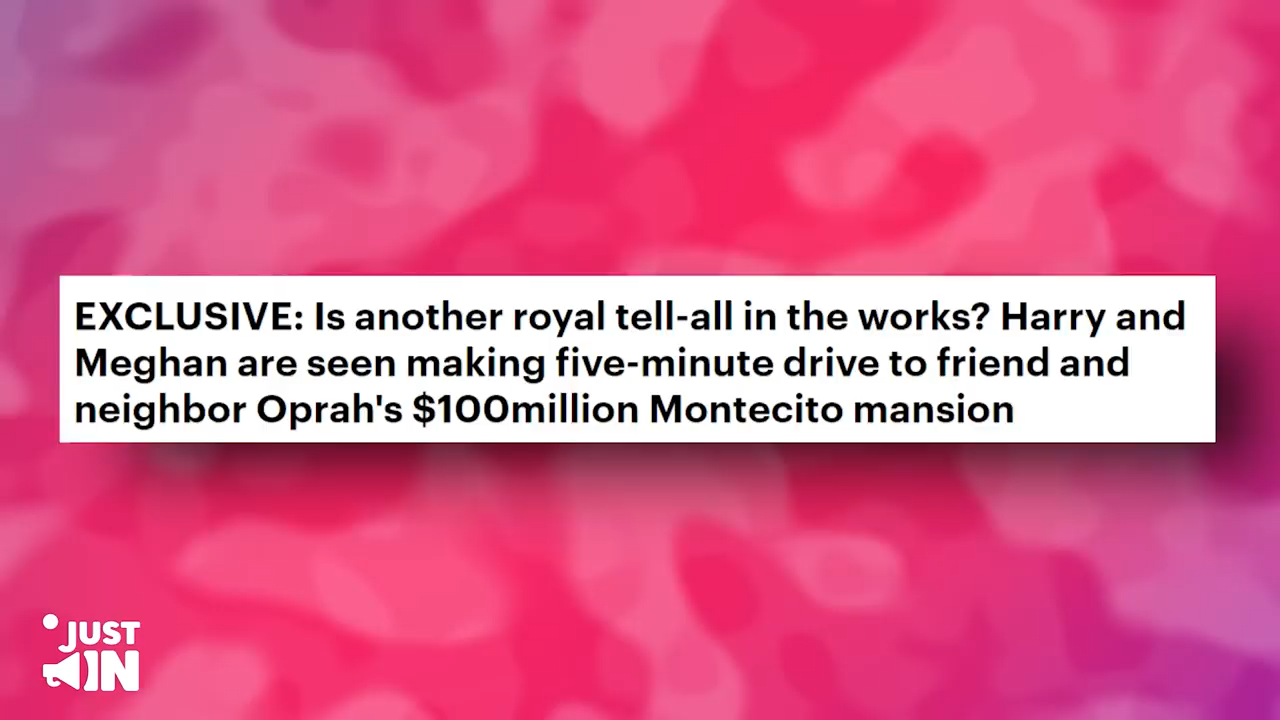 EXCLUSIVE: Is another royal tell-all in the works? Harry and
Meghan are seen making five-minute drive to friend and
neighbor Oprah's $100million Montecito mansion
JUST
IN